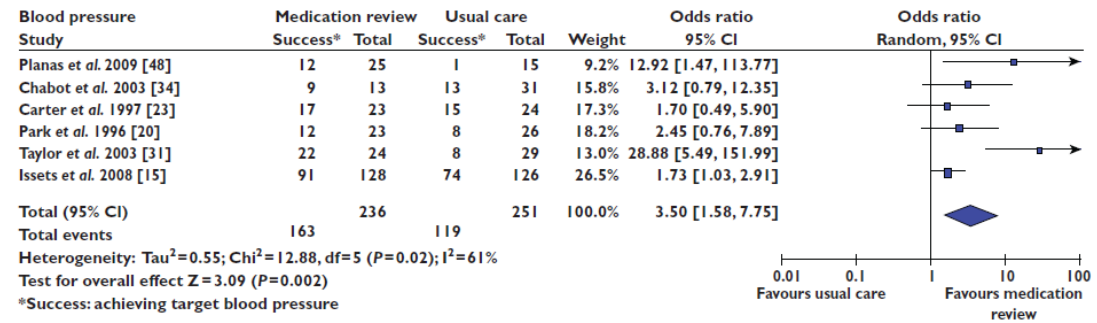 Blood pressure Medication review Usual care Odds ratio Odds ratio
Study Success* Total Success* Total Weight 95% CI Random, 95% CI
Planas et al. 2009 [48] 12 25 1 15 9.2% 12.92 [1.47, 113.77]
Chabot et al. 2003 [34] 9 13 13 31 15.8% 3.12 [0.79, 12.35]
Carter et al. 1997 [23] 17 23 15 24 17.3% 1.70 [0.49, 5.90]
Park et al. 1996 [20] 12 23 8 26 18.2% 2.45 [0.76, 7.89]
Taylor et al. 2003 [31] 22 24 8 29 13.0% 28.88 [5.49, 151.99]
Issets et al. 2008 [15] 91 128 74 126 26.5% 1.73 [1.03, 2.91]
Total (95% CI) 236 251 100.0% 3.50 [1.58, 7.75]
Total events 163 119
Heterogeneity: Tau²=0.55; Chi²=12.88, df=5 (P=0.02); I²=61%
Test for overall effect Z=3.09 (P=0.002)
*Success: achieving target blood pressure
0.01 0.1 1 10 100
Favours usual care Favours medication
review